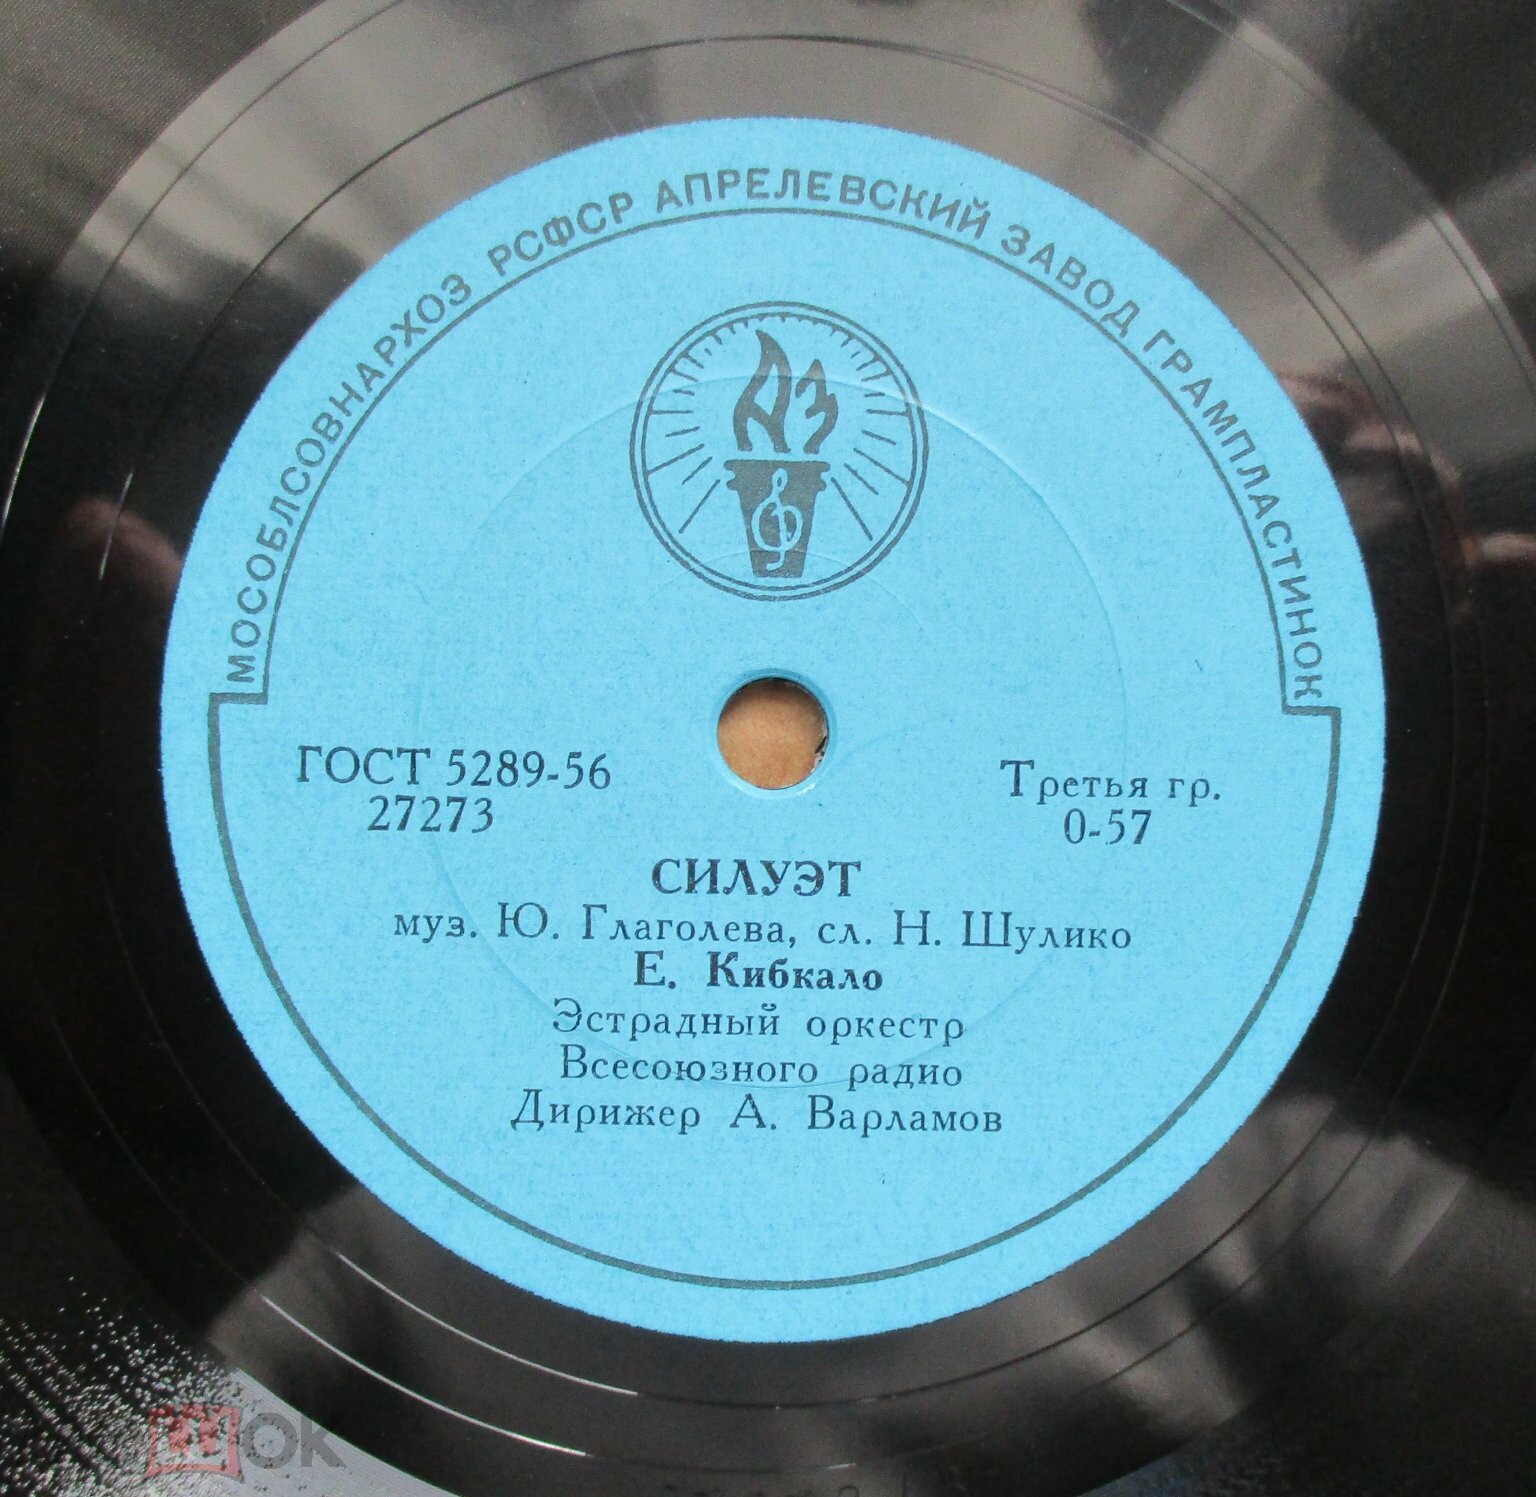 МОСОБЛСОВНАРХОЗ РСФСР АПРЕЛЕВСКИЙ ЗАВОД ГРАМПЛАСТИНОК
АЗ
ГОСТ 5289-56
27273
Третья гр.
0-57
СИЛУЭТ
муз. Ю. Глаголева, сл. Н. Шулико
Е. Кибкало
Эстрадный оркестр
Всесоюзного радио
Дирижер А. Варламов